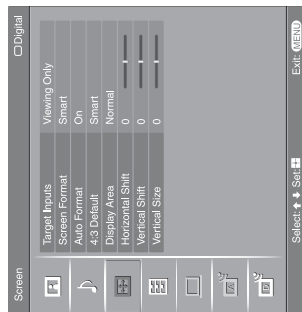 Screen Digital
Target Inputs Viewing Only
Screen Format Smart
Auto Format On
4:3 Default Smart
Display Area Normal
Horizontal Shift 0
Vertical Shift 0
Vertical Size 0
Select: Set: Exit: MENU